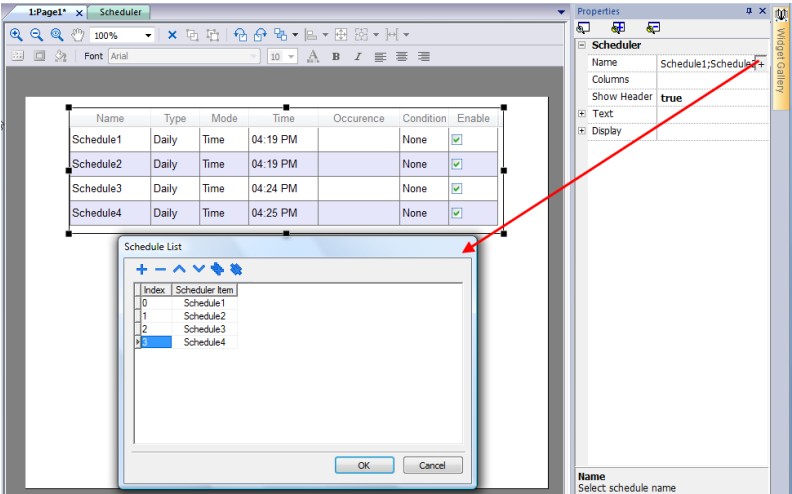 1:Page1* x Scheduler
Properties
100%
Font Arial 10 A B I
Widget Gallery
Scheduler
Name Schedule1;Schedule2 +
Columns
Show Header true
Text
Display
Name Type Mode Time Occurence Condition Enable
Schedule1 Daily Time 04:19 PM None
Schedule2 Daily Time 04:19 PM None
Schedule3 Daily Time 04:24 PM None
Schedule4 Daily Time 04:25 PM None
Schedule List
Index Scheduler Item
0 Schedule1
1 Schedule2
2 Schedule3
3 Schedule4
OK Cancel
Name
Select schedule name